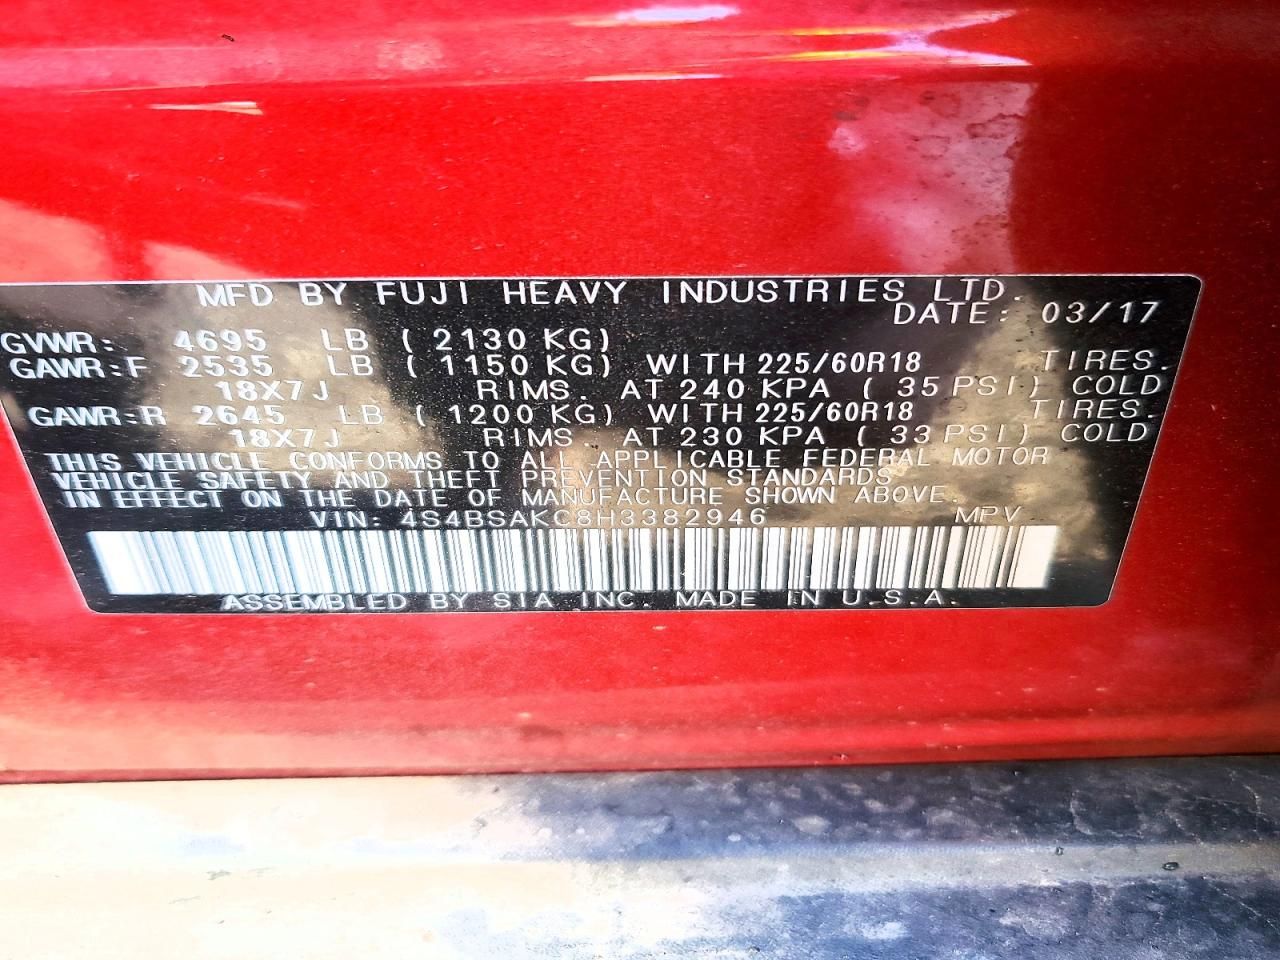 MFD BY FUJI HEAVY INDUSTRIES LTD.
DATE: 03/17
GVWR: 4695 LB ( 2130 KG)
GAWR:F 2535 LB ( 1150 KG) WITH 225/60R18 TIRES.
18X7J RIMS. AT 240 KPA ( 35 PSI) COLD
GAWR:R 2645 LB ( 1200 KG) WITH 225/60R18 TIRES.
18X7J RIMS. AT 230 KPA ( 33 PSI) COLD
THIS VEHICLE CONFORMS TO ALL APPLICABLE FEDERAL MOTOR
VEHICLE SAFETY AND THEFT PREVENTION STANDARDS
IN EFFECT ON THE DATE OF MANUFACTURE SHOWN ABOVE.
VIN: 4S4BSAKC8H3382946 MPV
ASSEMBLED BY SIA INC. MADE IN U.S.A.